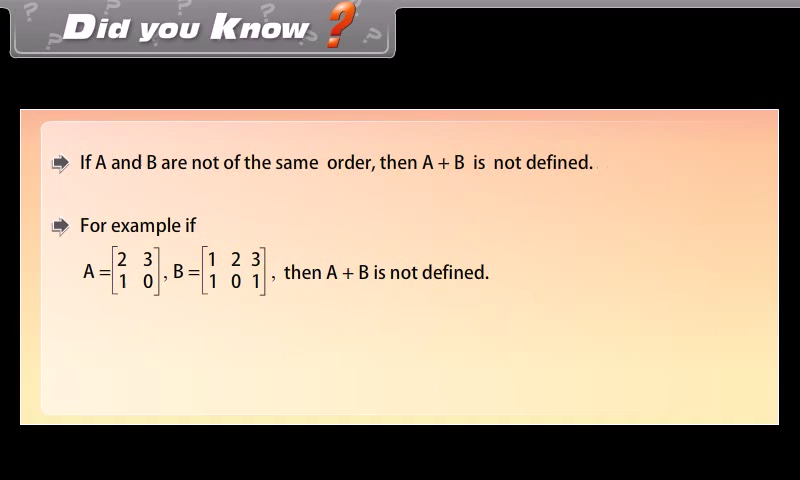 Did you Know ?
If A and B are not of the same order, then A + B is not defined.
For example if
A = [2 3
1 0], B = [1 2 3
1 0 1], then A + B is not defined.